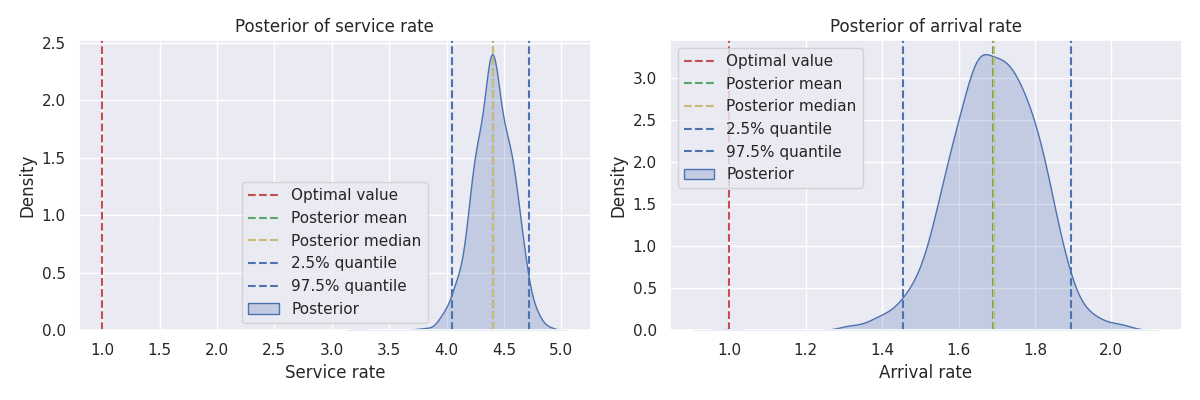 Posterior of service rate
2.5
2.0
1.5
1.0
0.5
0.0
Density
Optimal value
Posterior mean
Posterior median
2.5% quantile
97.5% quantile
Posterior
1.0 1.5 2.0 2.5 3.0 3.5 4.0 4.5 5.0
Service rate
Posterior of arrival rate
3.0
2.5
2.0
1.5
1.0
0.5
0.0
Density
Optimal value
Posterior mean
Posterior median
2.5% quantile
97.5% quantile
Posterior
1.0 1.2 1.4 1.6 1.8 2.0
Arrival rate